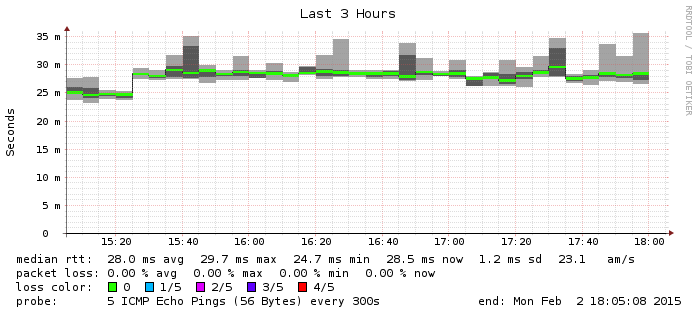 Last 3 Hours
RRDTOOL / TOBI OETIKER
Seconds
35 m
30 m
25 m
20 m
15 m
10 m
5 m
0
15:20 15:40 16:00 16:20 16:40 17:00 17:20 17:40 18:00
median rtt: 28.0 ms avg 29.7 ms max 24.7 ms min 28.5 ms now 1.2 ms sd 23.1 am/s
packet loss: 0.00 % avg 0.00 % max 0.00 % min 0.00 % now
loss color: 0 1/5 2/5 3/5 4/5
probe: 5 ICMP Echo Pings (56 Bytes) every 300s end: Mon Feb 2 18:05:08 2015